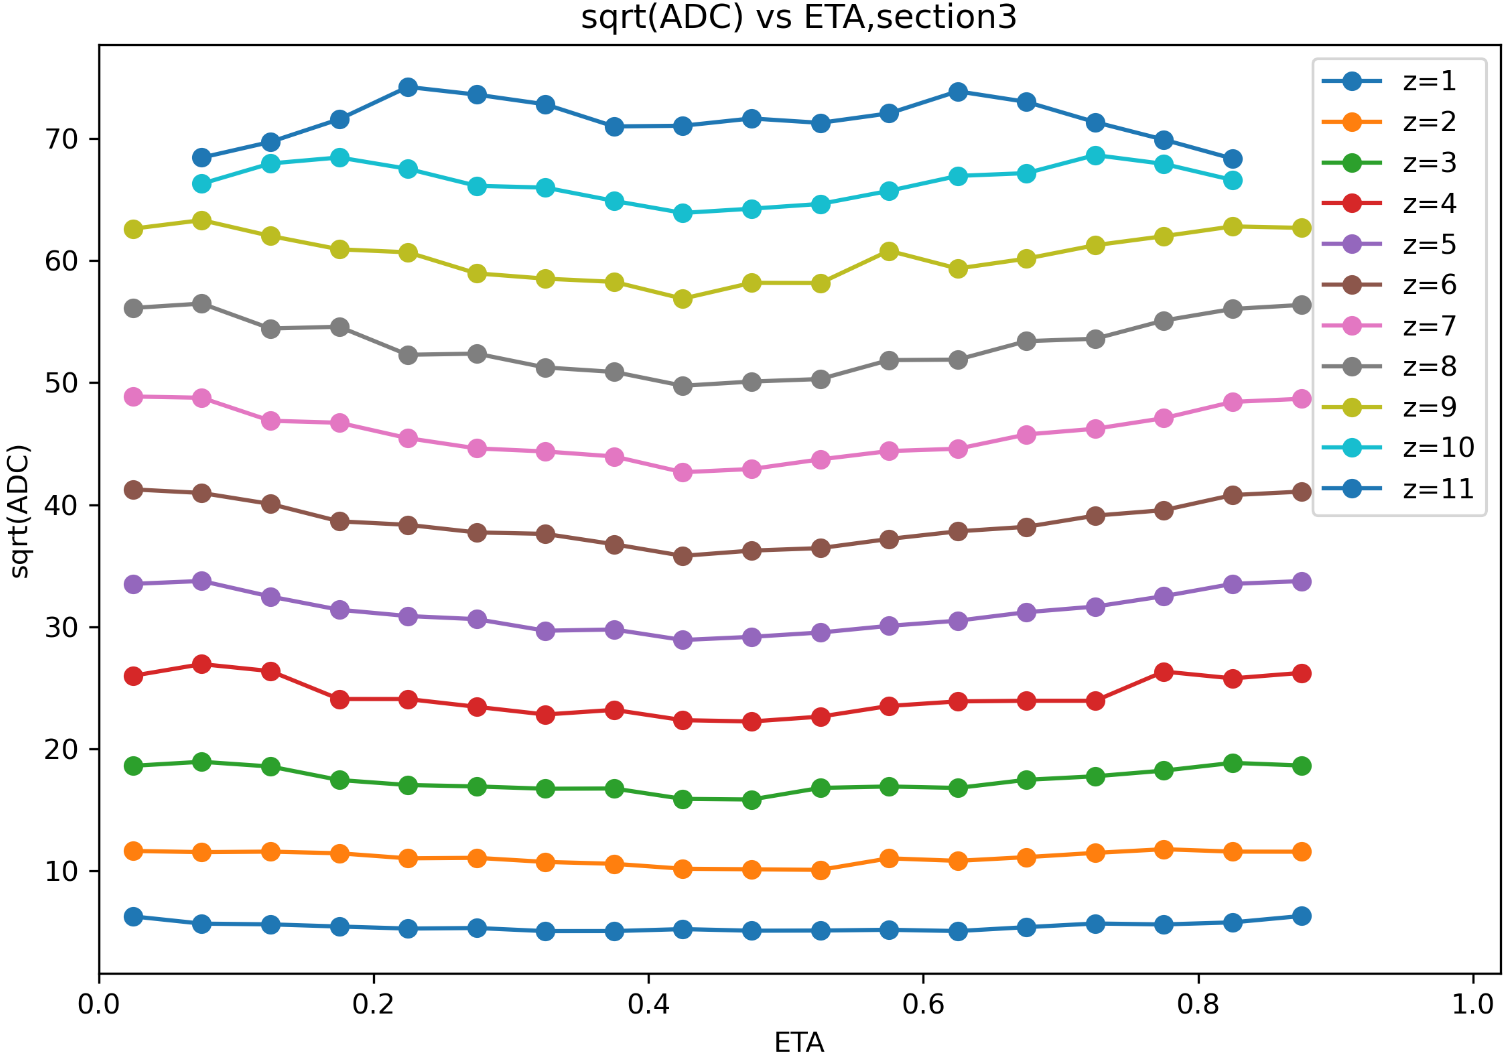 sqrt(ADC) vs ETA,section3
z=1
z=2
z=3
z=4
z=5
z=6
z=7
z=8
z=9
z=10
z=11
70
60
50
40
30
20
10
sqrt(ADC)
0.0 0.2 0.4 0.6 0.8 1.0
ETA